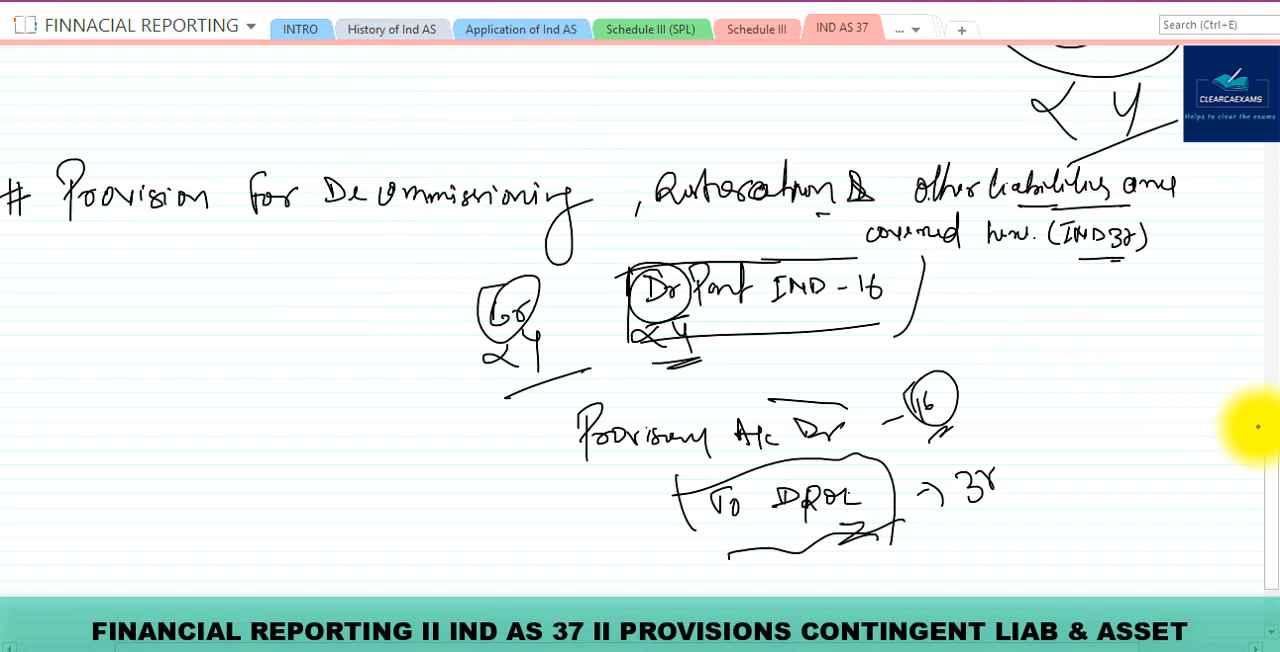 FINNACIAL REPORTING INTRO History of Ind AS Application of Ind AS Schedule III (SPL) Schedule III IND AS 37 ... + Search (Ctrl+E)
CLEARCAEXAMS
Helps to clear the exams
α y
# Provision for Decommissioning, Restoration & other liabilities are
covered here. (IND 37)
Cr Dr Part IND - 16
α y α y
Provision A/c Dr - 16
To DROL => 37
FINANCIAL REPORTING II IND AS 37 II PROVISIONS CONTINGENT LIAB & ASSET